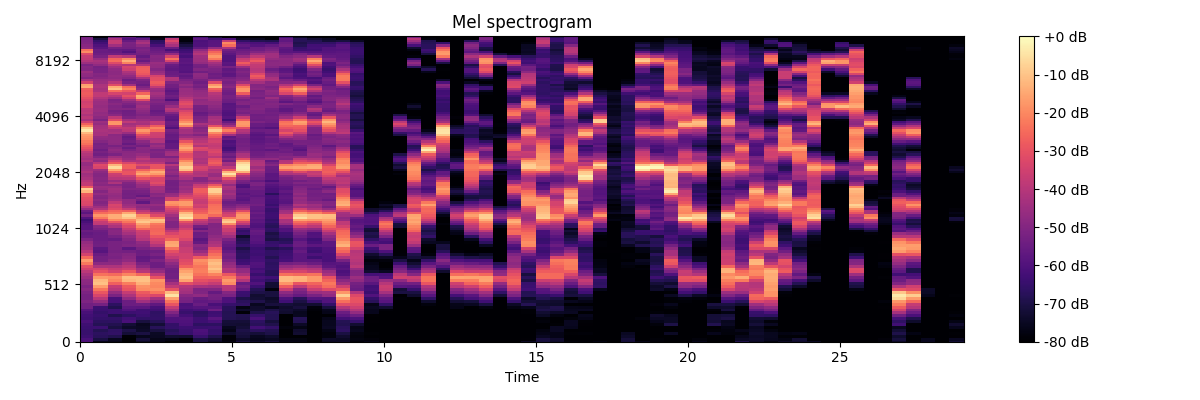 Mel spectrogram
Hz
8192
4096
2048
1024
512
0
0 5 10 15 20 25
Time
+0 dB
-10 dB
-20 dB
-30 dB
-40 dB
-50 dB
-60 dB
-70 dB
-80 dB